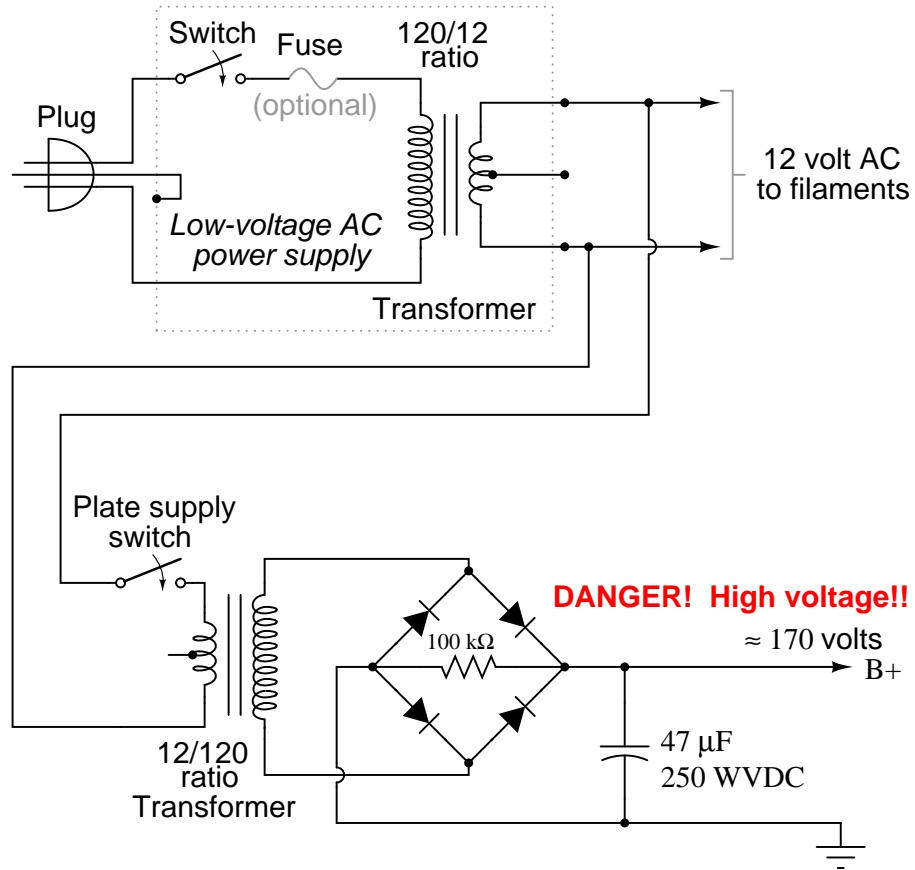 Switch
Fuse
(optional)
120/12
ratio
Plug
12 volt AC
to filaments
Low-voltage AC
power supply
Transformer
Plate supply
switch
DANGER! High voltage!!
100 kΩ
≈ 170 volts
B+
12/120
ratio
Transformer
47 μF
250 WVDC